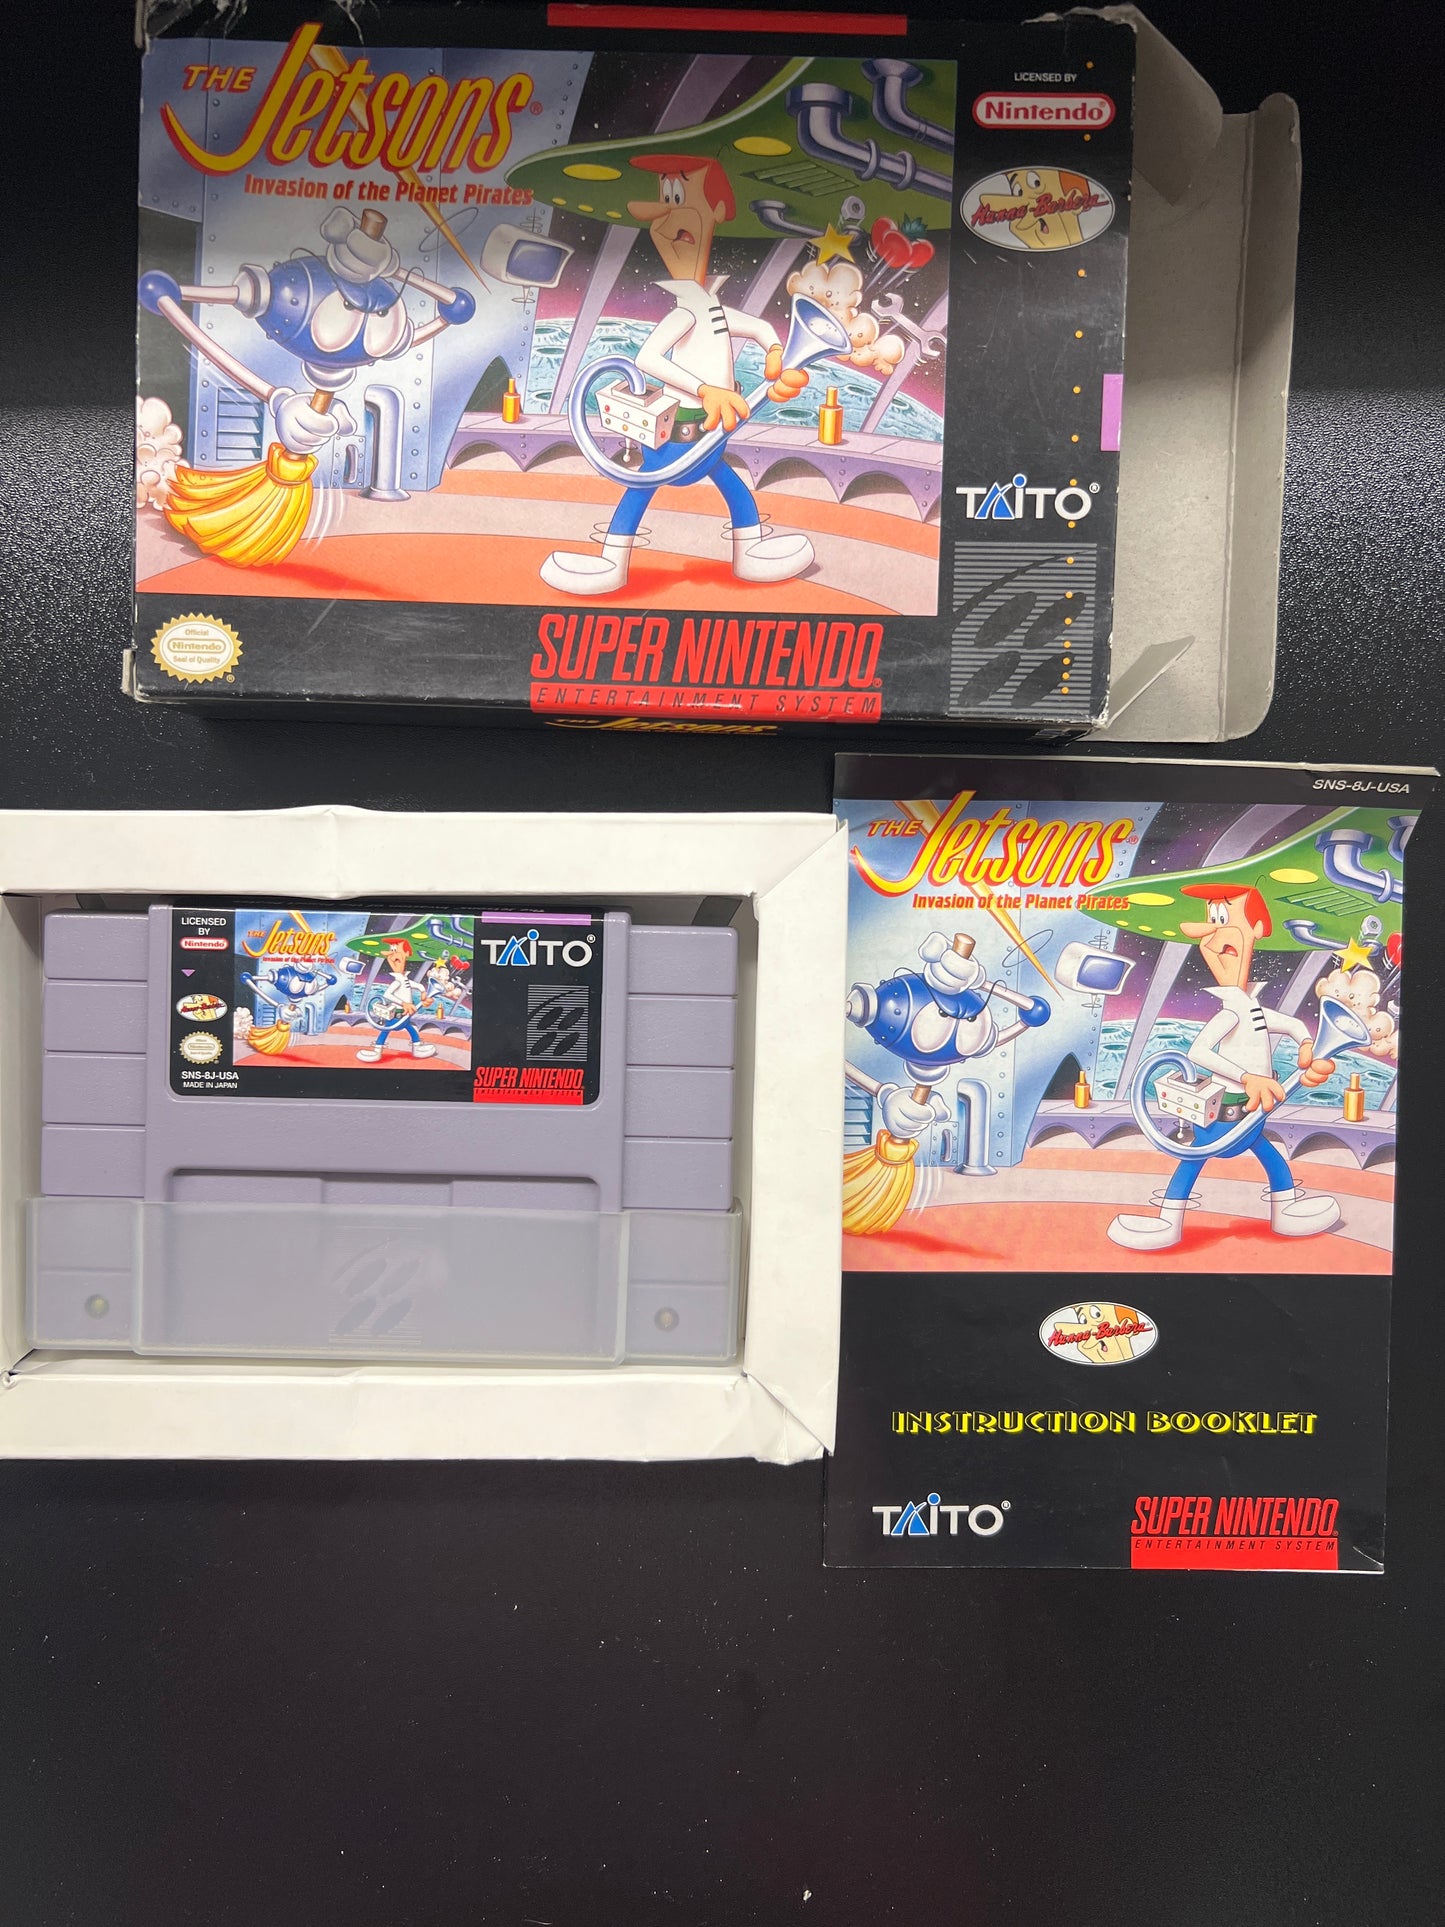 THE Jetsons®
Invasion of the Planet Pirates
LICENSED BY
Nintendo®
Hanna-Barbera
TAITO®
Official
Nintendo
Seal of Quality
®
SUPER NINTENDO®
ENTERTAINMENT SYSTEM
THE Jetsons
SNS-8J-USA
THE Jetsons®
Invasion of the Planet Pirates
Hanna-Barbera
INSTRUCTION BOOKLET
TAITO®
SUPER NINTENDO®
ENTERTAINMENT SYSTEM
LICENSED
BY
Nintendo
THE Jetsons
Invasion of the Planet Pirates
TAITO®
SNS-8J-USA
MADE IN JAPAN
SUPER NINTENDO
ENTERTAINMENT SYSTEM